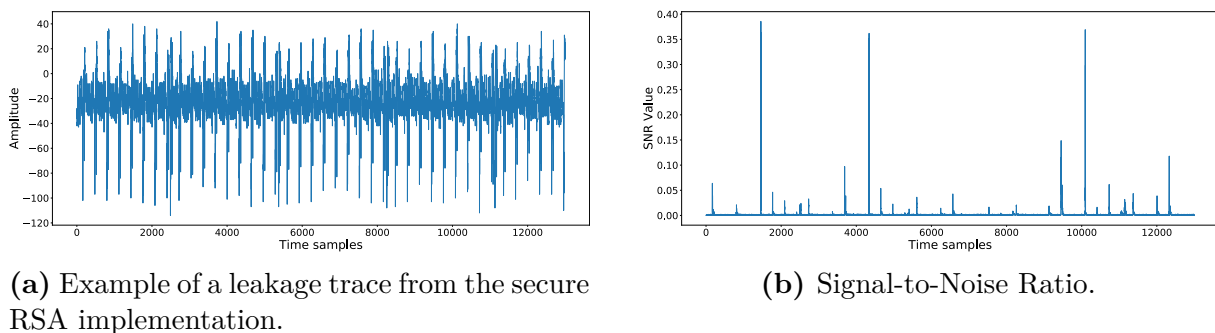 40
20
0
−20
−40
−60
−80
−100
−120
Amplitude
0 2000 4000 6000 8000 10000 12000
Time samples
(a) Example of a leakage trace from the secure
RSA implementation.
0.40
0.35
0.30
0.25
0.20
0.15
0.10
0.05
0.00
SNR Value
0 2000 4000 6000 8000 10000 12000
Time samples
(b) Signal-to-Noise Ratio.